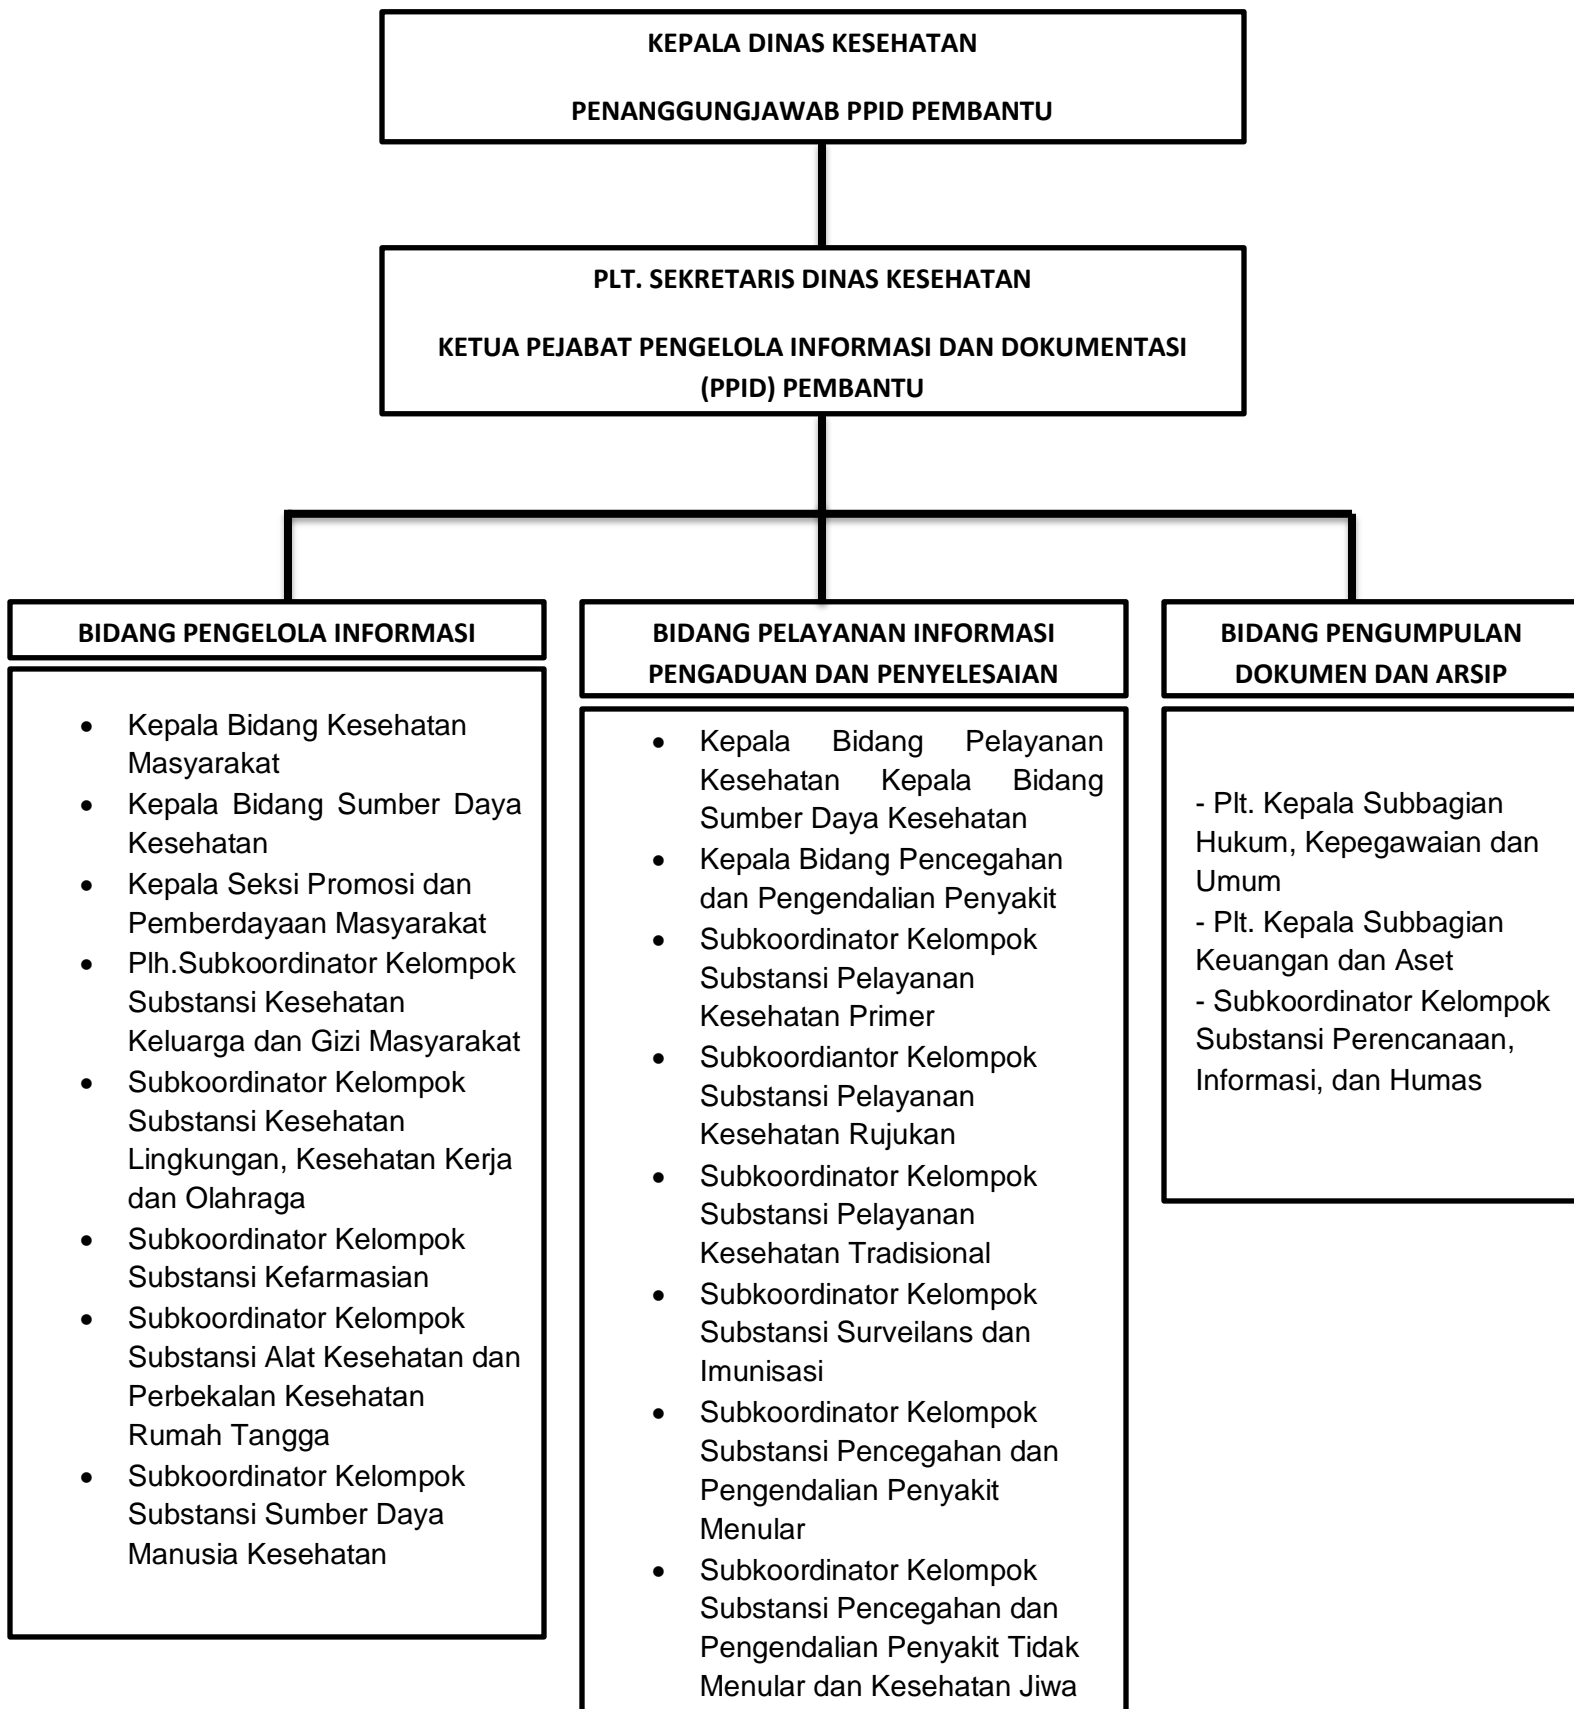 KEPALA DINAS KESEHATAN
PENANGGUNGJAWAB PPID PEMBANTU
PLT. SEKRETARIS DINAS KESEHATAN
KETUA PEJABAT PENGELOLA INFORMASI DAN DOKUMENTASI
(PPID) PEMBANTU
BIDANG PENGELOLA INFORMASI
• Kepala Bidang Kesehatan
Masyarakat
• Kepala Bidang Sumber Daya
Kesehatan
• Kepala Seksi Promosi dan
Pemberdayaan Masyarakat
• Plh.Subkoordinator Kelompok
Substansi Kesehatan
Keluarga dan Gizi Masyarakat
• Subkoordinator Kelompok
Substansi Kesehatan
Lingkungan, Kesehatan Kerja
dan Olahraga
• Subkoordinator Kelompok
Substansi Kefarmasian
• Subkoordinator Kelompok
Substansi Alat Kesehatan dan
Perbekalan Kesehatan
Rumah Tangga
• Subkoordinator Kelompok
Substansi Sumber Daya
Manusia Kesehatan
BIDANG PELAYANAN INFORMASI
PENGADUAN DAN PENYELESAIAN
• Kepala Bidang Pelayanan
Kesehatan Kepala Bidang
Sumber Daya Kesehatan
• Kepala Bidang Pencegahan
dan Pengendalian Penyakit
• Subkoordinator Kelompok
Substansi Pelayanan
Kesehatan Primer
• Subkoordiantor Kelompok
Substansi Pelayanan
Kesehatan Rujukan
• Subkoordinator Kelompok
Substansi Pelayanan
Kesehatan Tradisional
• Subkoordinator Kelompok
Substansi Surveilans dan
Imunisasi
• Subkoordinator Kelompok
Substansi Pencegahan dan
Pengendalian Penyakit
Menular
• Subkoordinator Kelompok
Substansi Pencegahan dan
Pengendalian Penyakit Tidak
Menular dan Kesehatan Jiwa
BIDANG PENGUMPULAN
DOKUMEN DAN ARSIP
- Plt. Kepala Subbagian
Hukum, Kepegawaian dan
Umum
- Plt. Kepala Subbagian
Keuangan dan Aset
- Subkoordinator Kelompok
Substansi Perencanaan,
Informasi, dan Humas